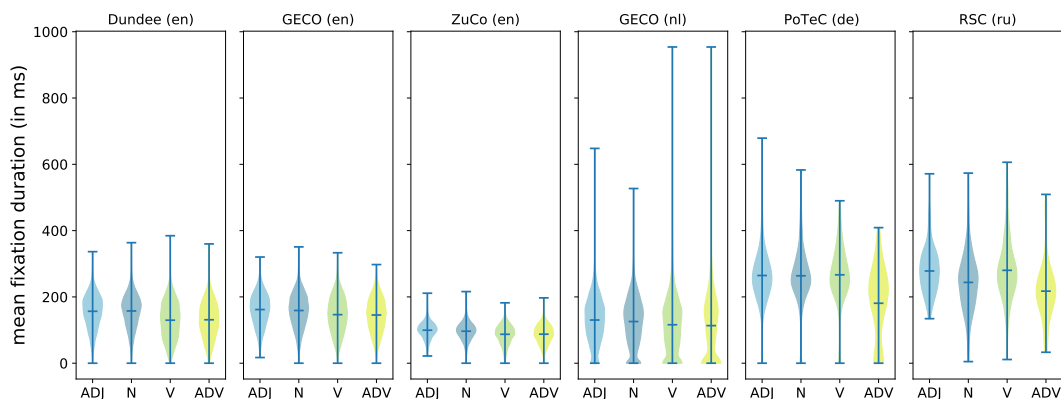 Dundee (en) GECO (en) ZuCo (en) GECO (nl) PoTeC (de) RSC (ru)
mean fixation duration (in ms)
1000
800
600
400
200
0
ADJ N V ADV ADJ N V ADV ADJ N V ADV ADJ N V ADV ADJ N V ADV ADJ N V ADV